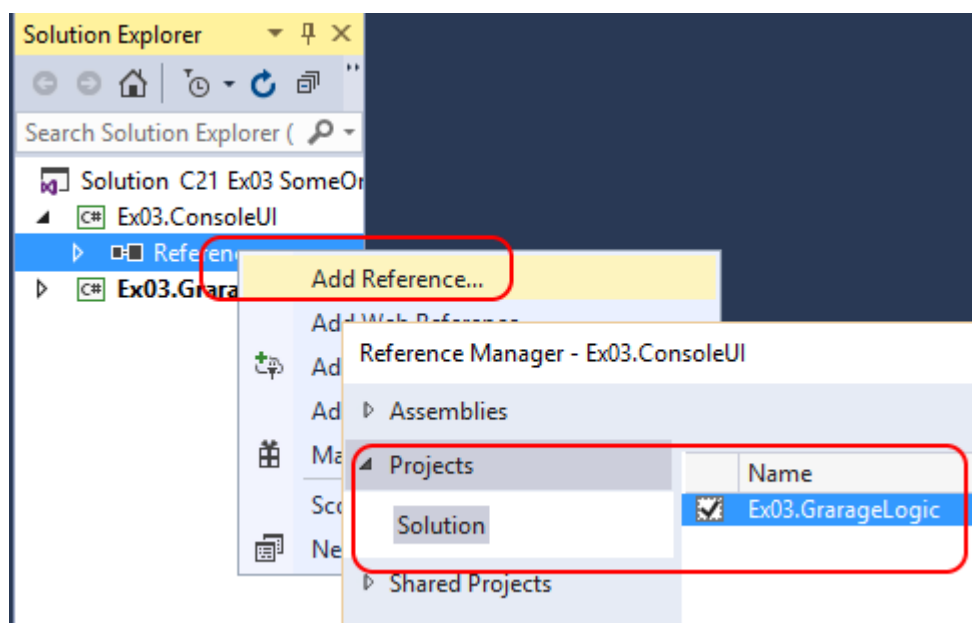 Solution Explorer
Search Solution Explorer (
Solution C21 Ex03 SomeOr
C# Ex03.ConsoleUI
Add Reference...
C# Ex03.Grara
Reference Manager - Ex03.ConsoleUI
Assemblies
Projects
Name
Solution
Ex03.GrarageLogic
Shared Projects